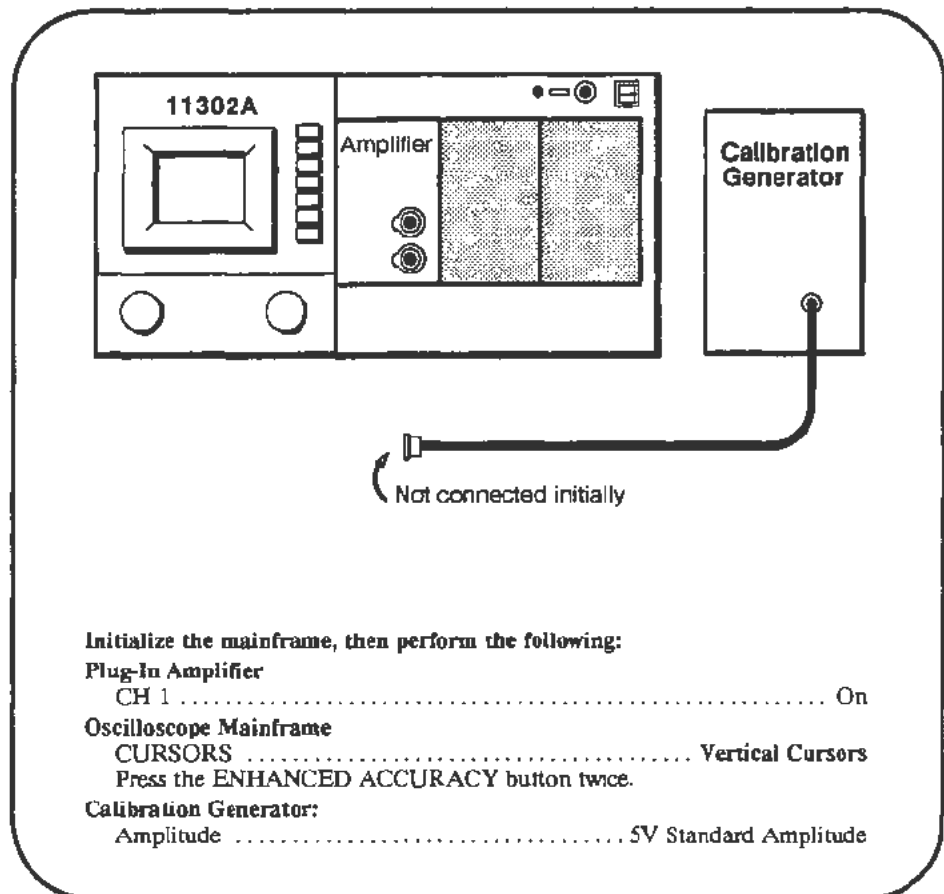 11302A
Amplifier
Calibration
Generator
Not connected initially
Initialize the mainframe, then perform the following:
Plug-In Amplifier
CH 1 ............................................................ On
Oscilloscope Mainframe
CURSORS ....................................... Vertical Cursors
Press the ENHANCED ACCURACY button twice.
Calibration Generator:
Amplitude .................................. 5V Standard Amplitude